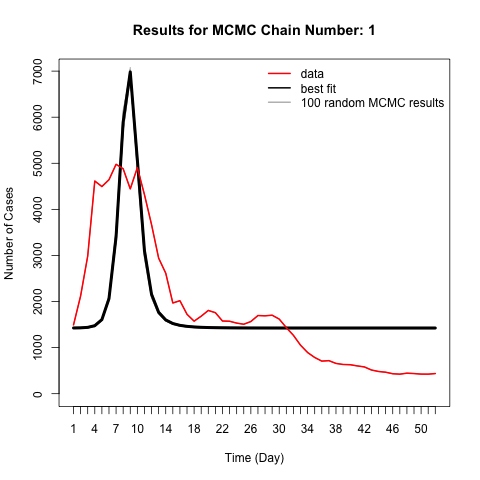 Results for MCMC Chain Number: 1
data
best fit
100 random MCMC results
Number of Cases
7000
6000
5000
4000
3000
2000
1000
0
1 4 7 10 14 18 22 26 30 34 38 42 46 50
Time (Day)